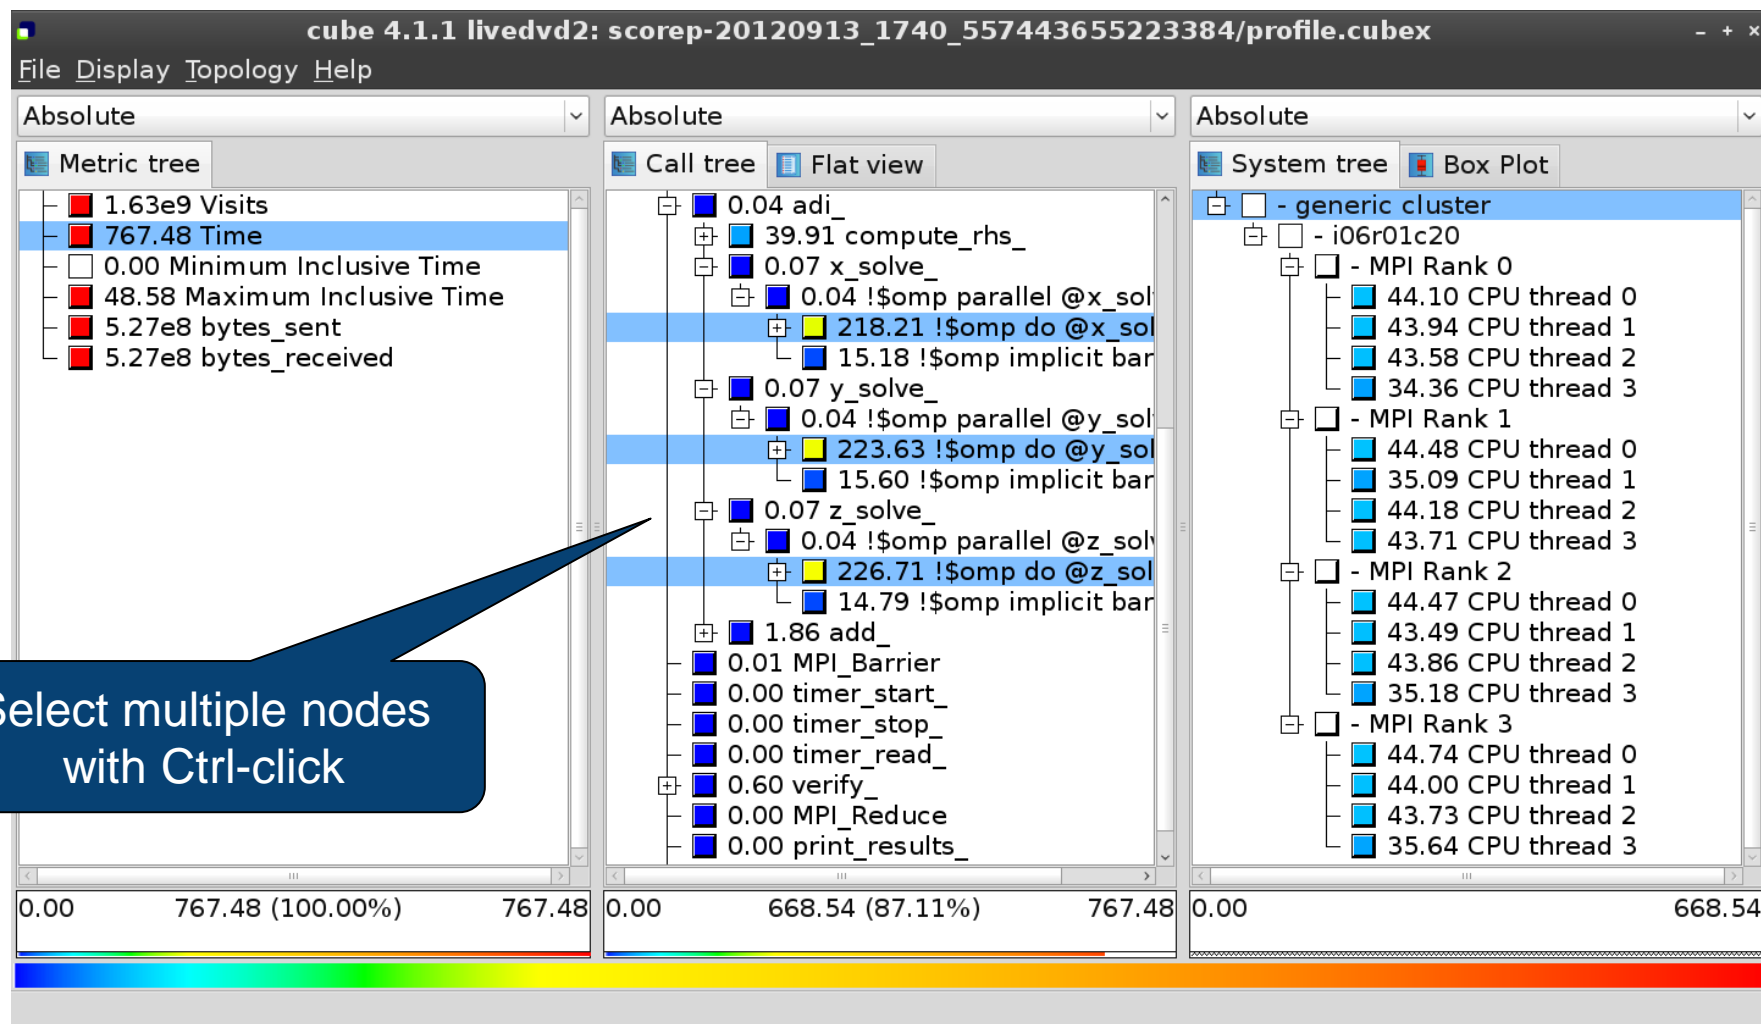 cube 4.1.1 livedvd2: scorep-20120913_1740_557443655223384/profile.cubex
File Display Topology Help
Absolute
Absolute
Absolute
Metric tree
Call tree
Flat view
System tree
Box Plot
1.63e9 Visits
767.48 Time
0.00 Minimum Inclusive Time
48.58 Maximum Inclusive Time
5.27e8 bytes_sent
5.27e8 bytes_received
0.00 767.48 (100.00%) 767.48
0.04 adi_
39.91 compute_rhs_
0.07 x_solve_
0.04 !$omp parallel @x_sol
218.21 !$omp do @x_sol
15.18 !$omp implicit bar
0.07 y_solve_
0.04 !$omp parallel @y_sol
223.63 !$omp do @y_sol
15.60 !$omp implicit bar
0.07 z_solve_
0.04 !$omp parallel @z_solv
226.71 !$omp do @z_sol
14.79 !$omp implicit bar
1.86 add_
0.01 MPI_Barrier
0.00 timer_start_
0.00 timer_stop_
0.00 timer_read_
0.60 verify_
0.00 MPI_Reduce
0.00 print_results_
0.00 668.54 (87.11%) 767.48
- generic cluster
- i06r01c20
- MPI Rank 0
44.10 CPU thread 0
43.94 CPU thread 1
43.58 CPU thread 2
34.36 CPU thread 3
- MPI Rank 1
44.48 CPU thread 0
35.09 CPU thread 1
44.18 CPU thread 2
43.71 CPU thread 3
- MPI Rank 2
44.47 CPU thread 0
43.49 CPU thread 1
43.86 CPU thread 2
35.18 CPU thread 3
- MPI Rank 3
44.74 CPU thread 0
44.00 CPU thread 1
43.73 CPU thread 2
35.64 CPU thread 3
0.00 668.54
Select multiple nodes
with Ctrl-click